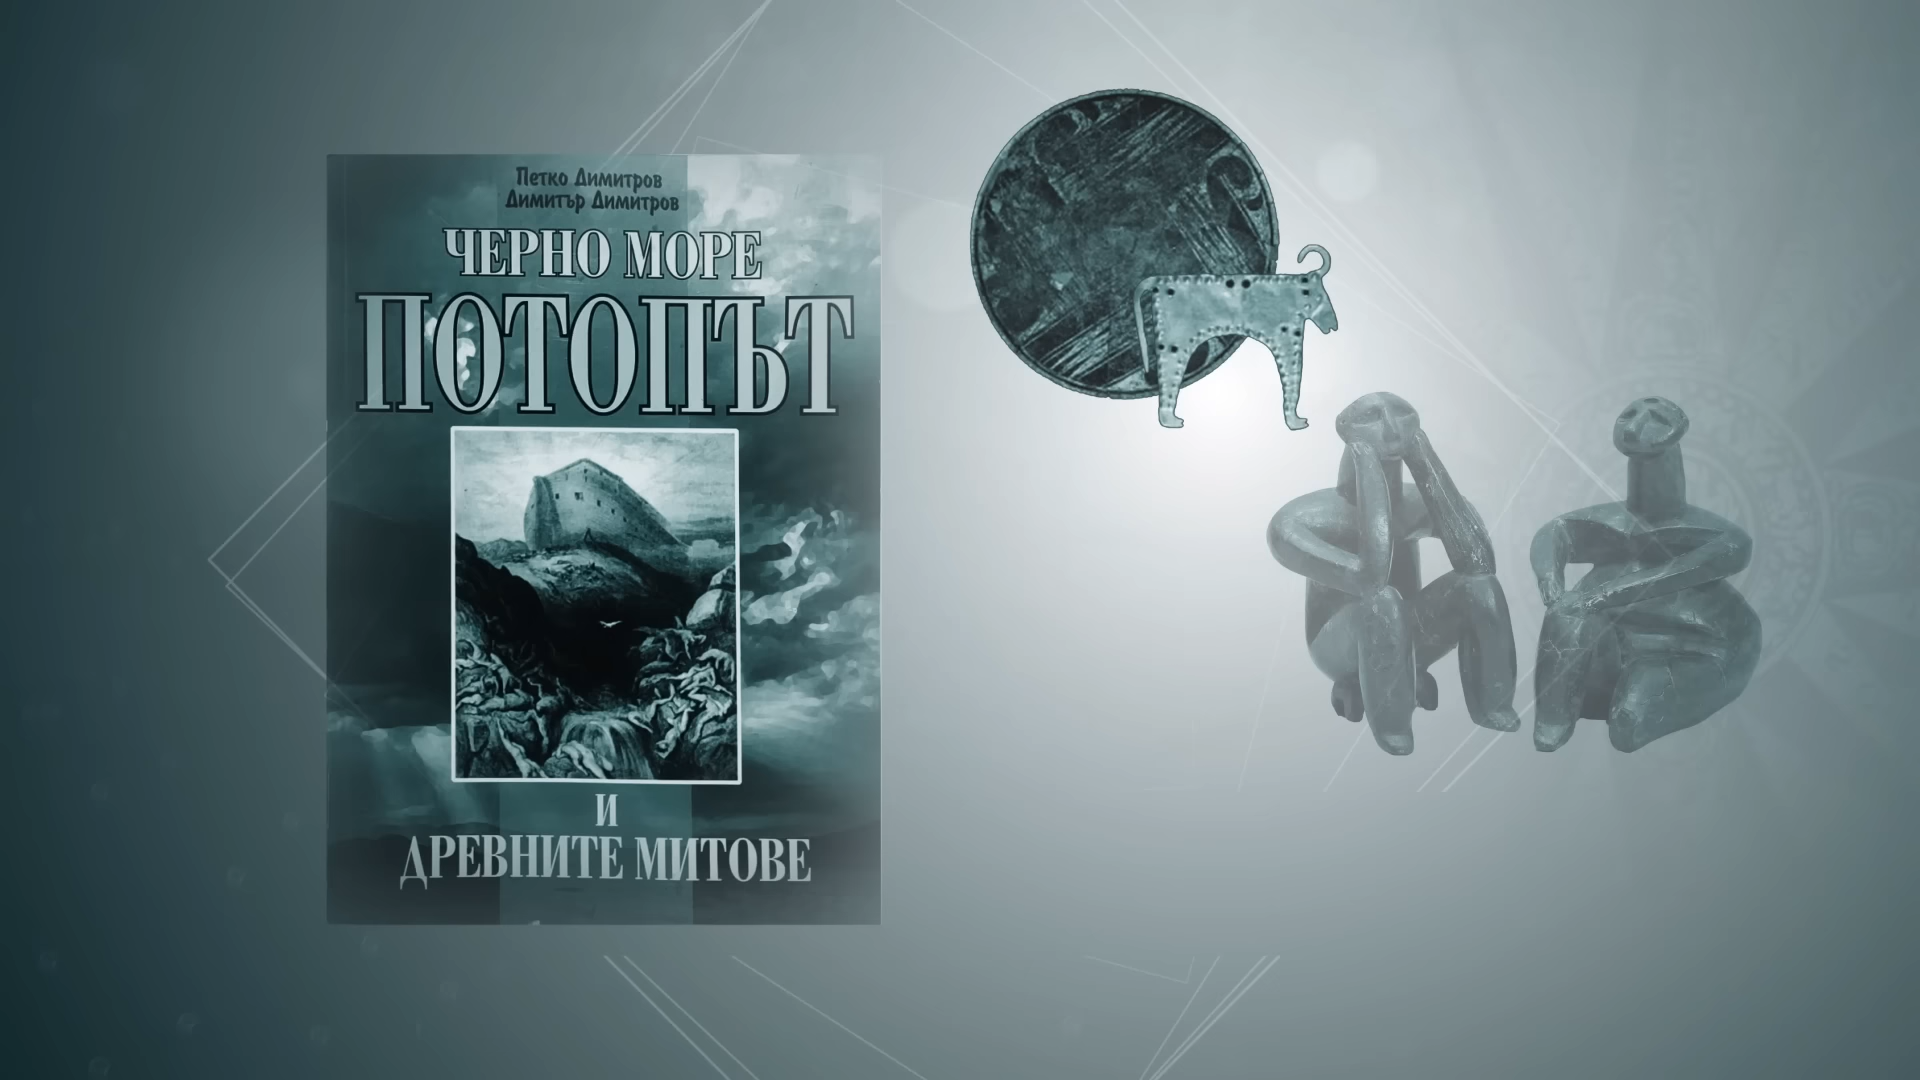 Петко Димитров
Димитър Димитров
ЧЕРНО МОРЕ
ПОТОПЪТ
И
ДРЕВНИТЕ МИТОВЕ